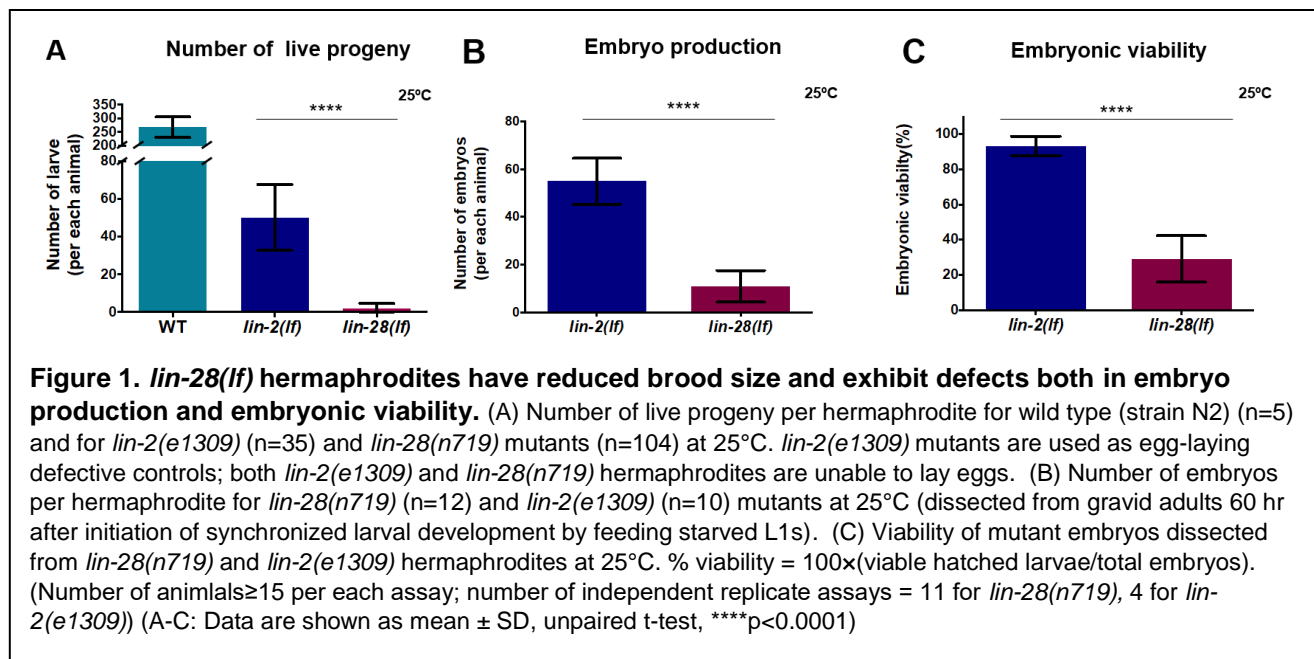 A
Number of live progeny
25ºC
****
350
300
250
200
80
60
40
20
0
Number of larve
(per each animal)
WT
lin-2(lf)
lin-28(lf)
B
Embryo production
25ºC
****
80
60
40
20
0
Number of embryos
(per each animal)
lin-2(lf)
lin-28(lf)
C
Embryonic viability
25ºC
****
100
80
60
40
20
0
Embryonic viabilty(%)
lin-2(lf)
lin-28(lf)
Figure 1. lin-28(lf) hermaphrodites have reduced brood size and exhibit defects both in embryo
production and embryonic viability. (A) Number of live progeny per hermaphrodite for wild type (strain N2) (n=5)
and for lin-2(e1309) (n=35) and lin-28(n719) mutants (n=104) at 25°C. lin-2(e1309) mutants are used as egg-laying
defective controls; both lin-2(e1309) and lin-28(n719) hermaphrodites are unable to lay eggs. (B) Number of embryos
per hermaphrodite for lin-28(n719) (n=12) and lin-2(e1309) (n=10) mutants at 25°C (dissected from gravid adults 60 hr
after initiation of synchronized larval development by feeding starved L1s). (C) Viability of mutant embryos dissected
from lin-28(n719) and lin-2(e1309) hermaphrodites at 25°C. % viability = 100×(viable hatched larvae/total embryos).
(Number of animlals≥15 per each assay; number of independent replicate assays = 11 for lin-28(n719), 4 for lin-
2(e1309)) (A-C: Data are shown as mean ± SD, unpaired t-test, ****p<0.0001)